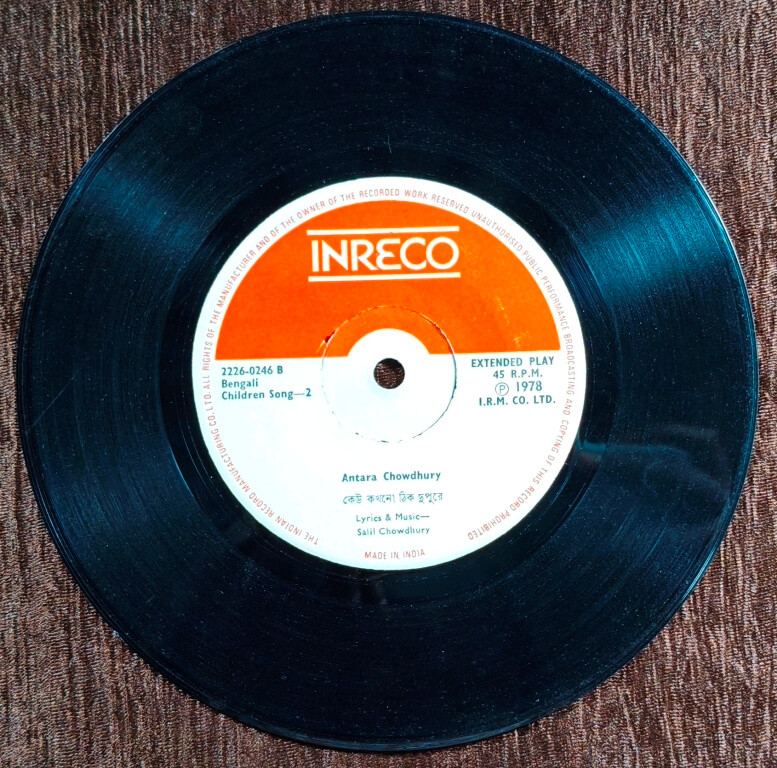 THE INDIAN RECORD MANUFACTURING CO. LTD. ALL RIGHTS OF THE MANUFACTURER AND OF THE OWNER OF THE RECORDED WORK RESERVED UNAUTHORISED PUBLIC PERFORMANCE BROADCASTING AND COPYING OF THIS RECORD PROHIBITED
INRECO
2226-0246 B
Bengali
Children Song—2
EXTENDED PLAY
45 R.P.M.
Ⓟ 1978
I.R.M. CO. LTD.
Antara Chowdhury
কেউ কখনো ঠিক দুপুরে
Lyrics & Music—
Salil Chowdhury
MADE IN INDIA